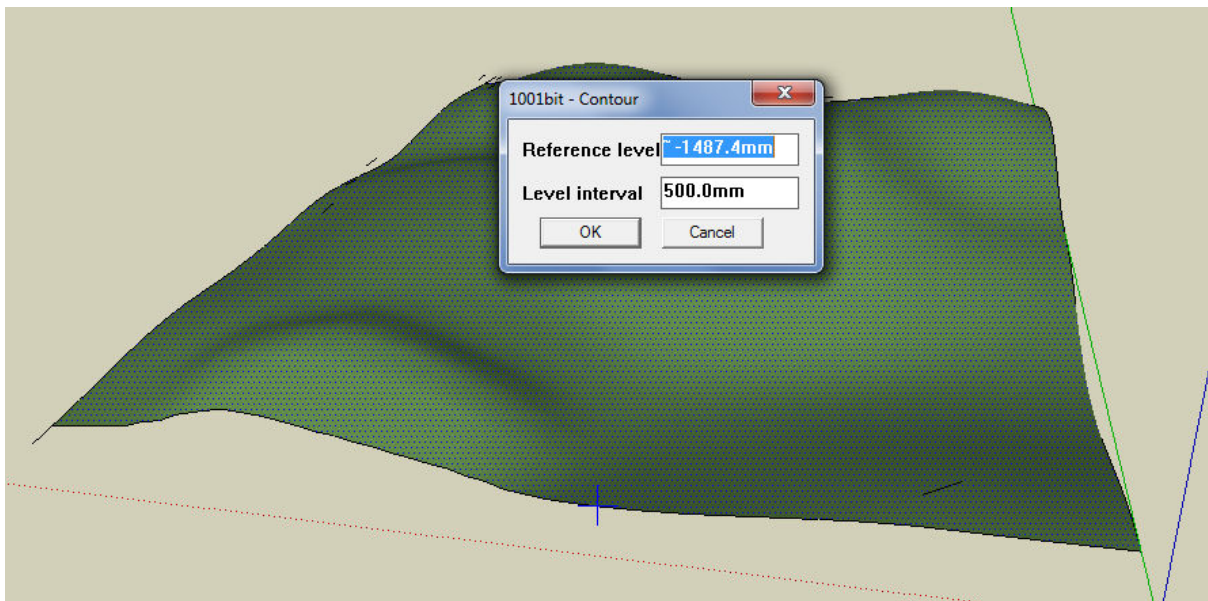 1001bit - Contour
Reference level ~ -1487.4mm
Level interval 500.0mm
OK Cancel